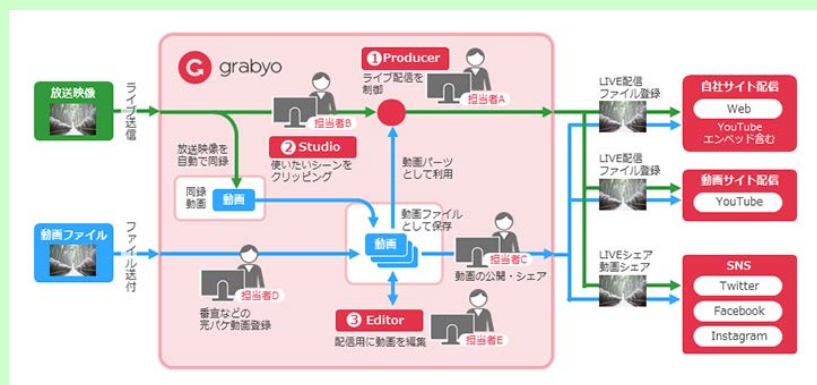 grabyo
❶Producer
ライブ配信を
制御
担当者A
放送映像
ライブ送信
担当者B
❷Studio
使いたいシーンを
クリッピング
放送映像を
自動で同録
同録
動画
動画
動画パーツ
として利用
動画ファイル
として保存
動画
動画ファイル
ファイル送付
担当者C
動画の公開・シェア
担当者D
番宣などの
完パケ動画登録
❸Editor
配信用に動画を編集
担当者E
LIVE配信
ファイル登録
自社サイト配信
Web
YouTube
エンベッド含む
LIVE配信
ファイル登録
動画サイト配信
YouTube
LIVEシェア
動画シェア
SNS
Twitter
Facebook
Instagram